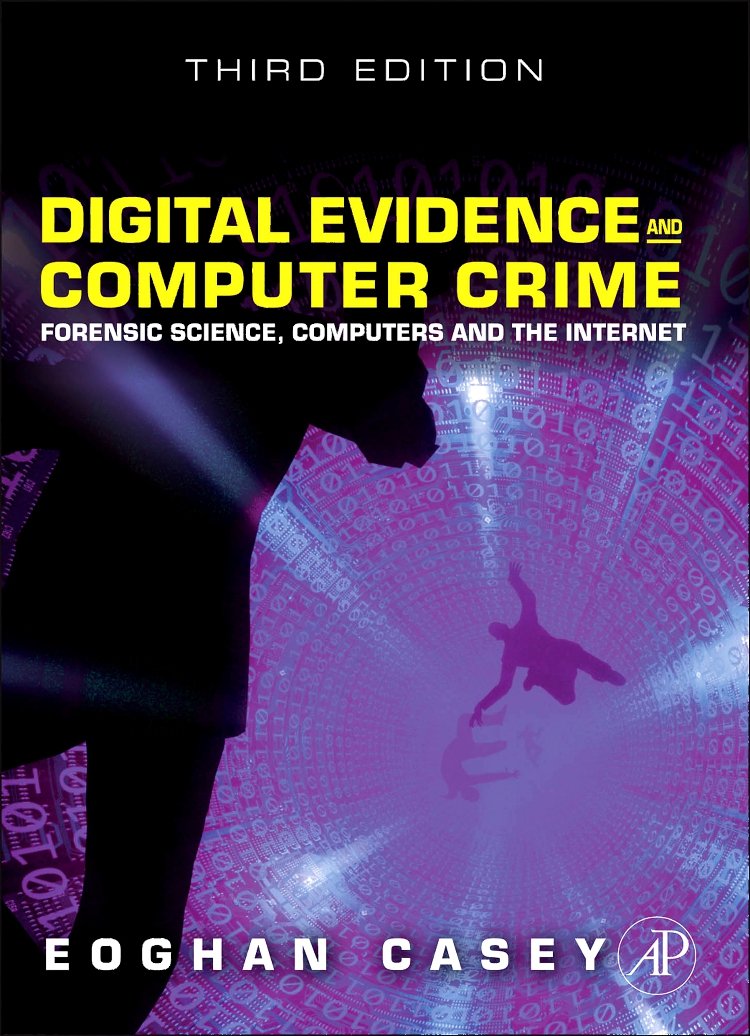 THIRD EDITION
DIGITAL EVIDENCE AND
COMPUTER CRIME
FORENSIC SCIENCE, COMPUTERS AND THE INTERNET
EOGHAN CASEY
AP